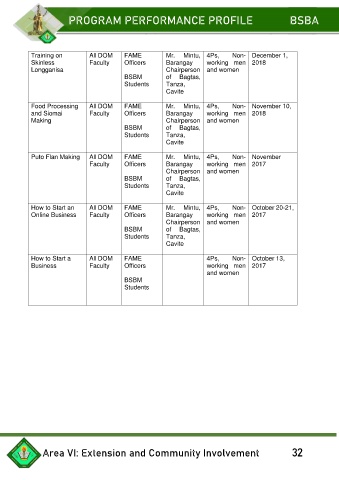 PROGRAM PERFORMANCE PROFILE BSBA
Training on All DOM FAME Mr. Mintu, 4Ps, Non- December 1,
Skinless Faculty Officers Barangay working men 2018
Longganisa Chairperson and women
BSBM of Bagtas,
Students Tanza,
Cavite
Food Processing All DOM FAME Mr. Mintu, 4Ps, Non- November 10,
and Siomai Faculty Officers Barangay working men 2018
Making Chairperson and women
BSBM of Bagtas,
Students Tanza,
Cavite
Puto Flan Making All DOM FAME Mr. Mintu, 4Ps, Non- November
Faculty Officers Barangay working men 2017
Chairperson and women
BSBM of Bagtas,
Students Tanza,
Cavite
How to Start an All DOM FAME Mr. Mintu, 4Ps, Non- October 20-21,
Online Business Faculty Officers Barangay working men 2017
Chairperson and women
BSBM of Bagtas,
Students Tanza,
Cavite
How to Start a All DOM FAME 4Ps, Non- October 13,
Business Faculty Officers working men 2017
and women
BSBM
Students
Area VI: Extension and Community Involvement 32